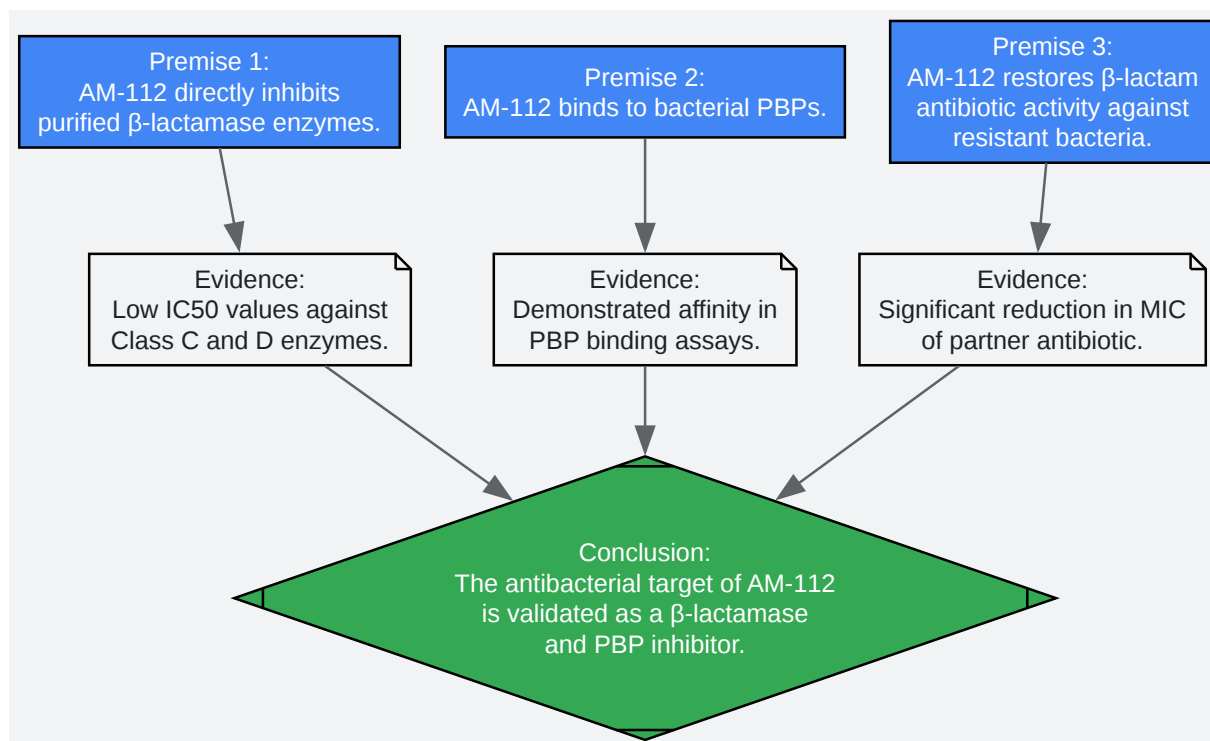 Premise 1:
AM-112 directly inhibits
purified β-lactamase enzymes.
Premise 2:
AM-112 binds to bacterial PBPs.
Premise 3:
AM-112 restores β-lactam
antibiotic activity against
resistant bacteria.
Evidence:
Low IC50 values against
Class C and D enzymes.
Evidence:
Demonstrated affinity in
PBP binding assays.
Evidence:
Significant reduction in MIC
of partner antibiotic.
Conclusion:
The antibacterial target of AM-112
is validated as a β-lactamase
and PBP inhibitor.